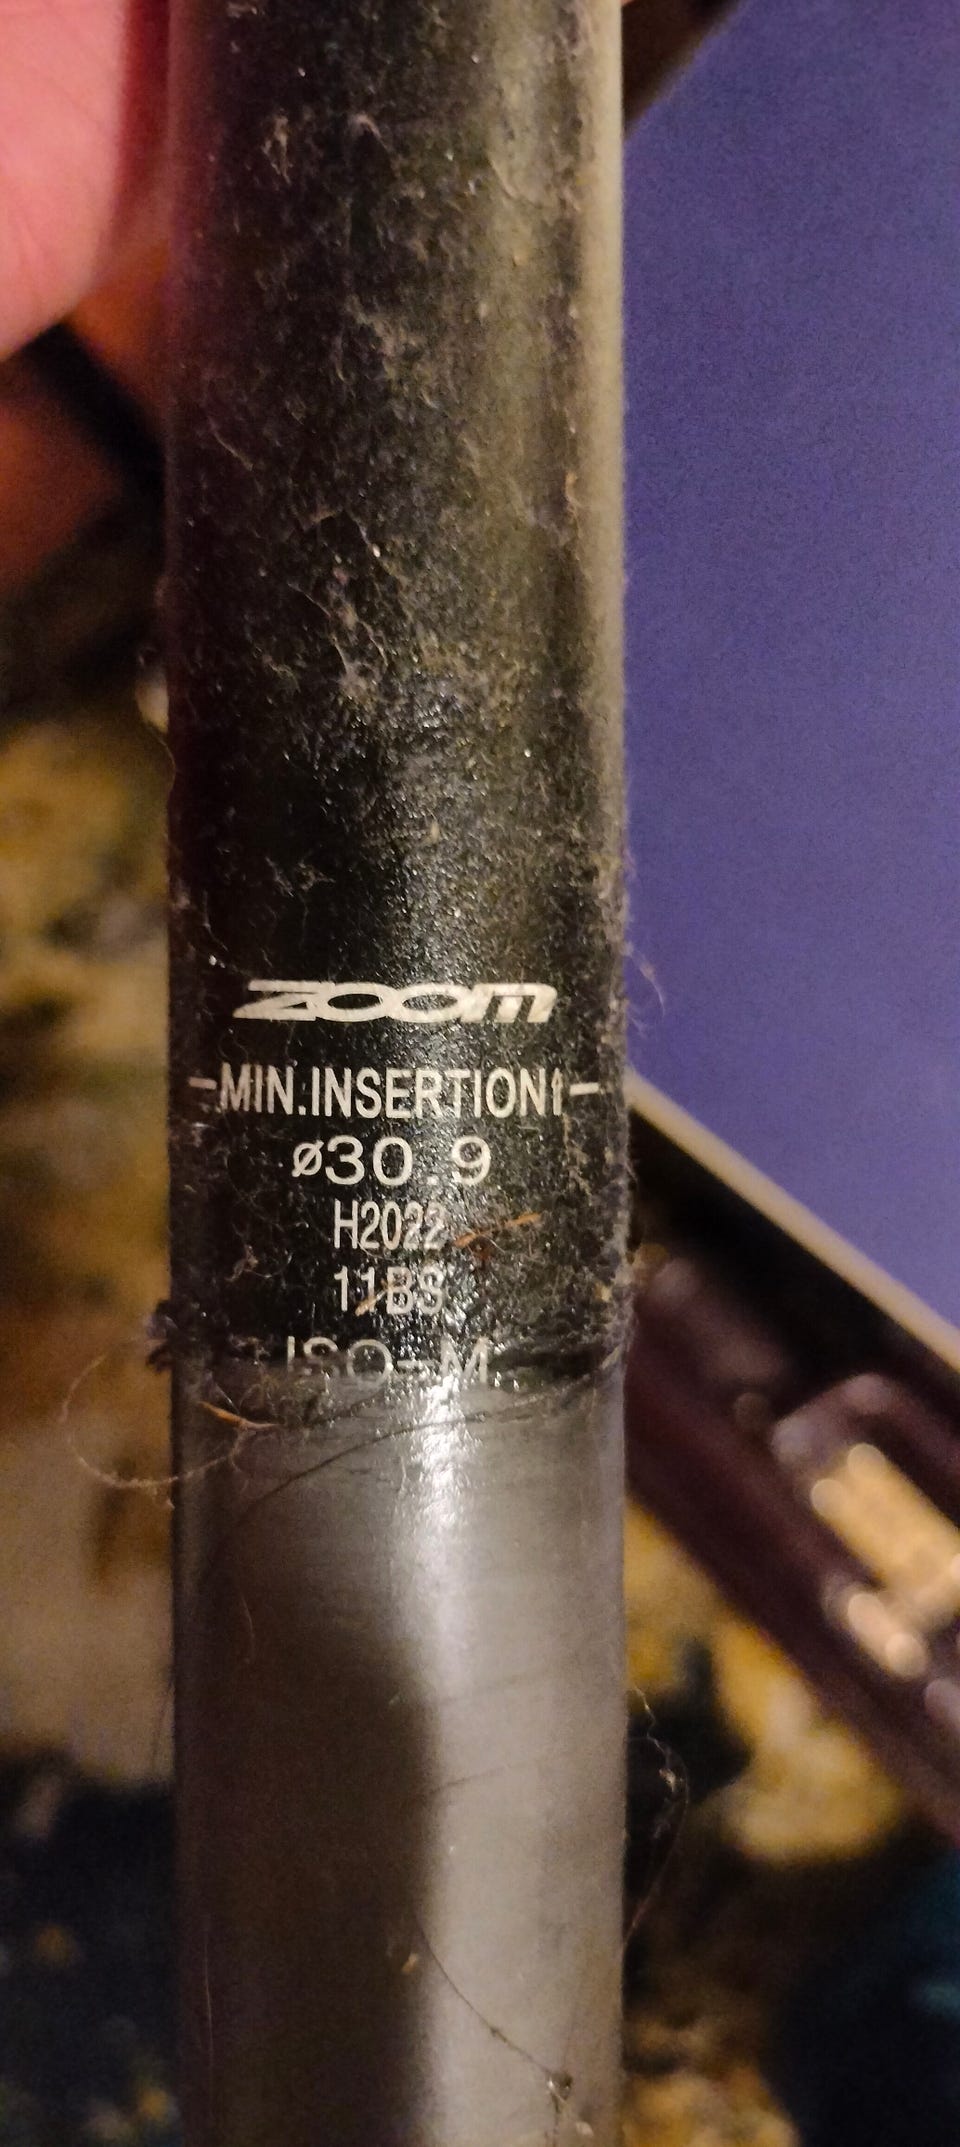 ZOOM
-MIN.INSERTION↑-
ø30.9
H2022
11BS
ISO-M